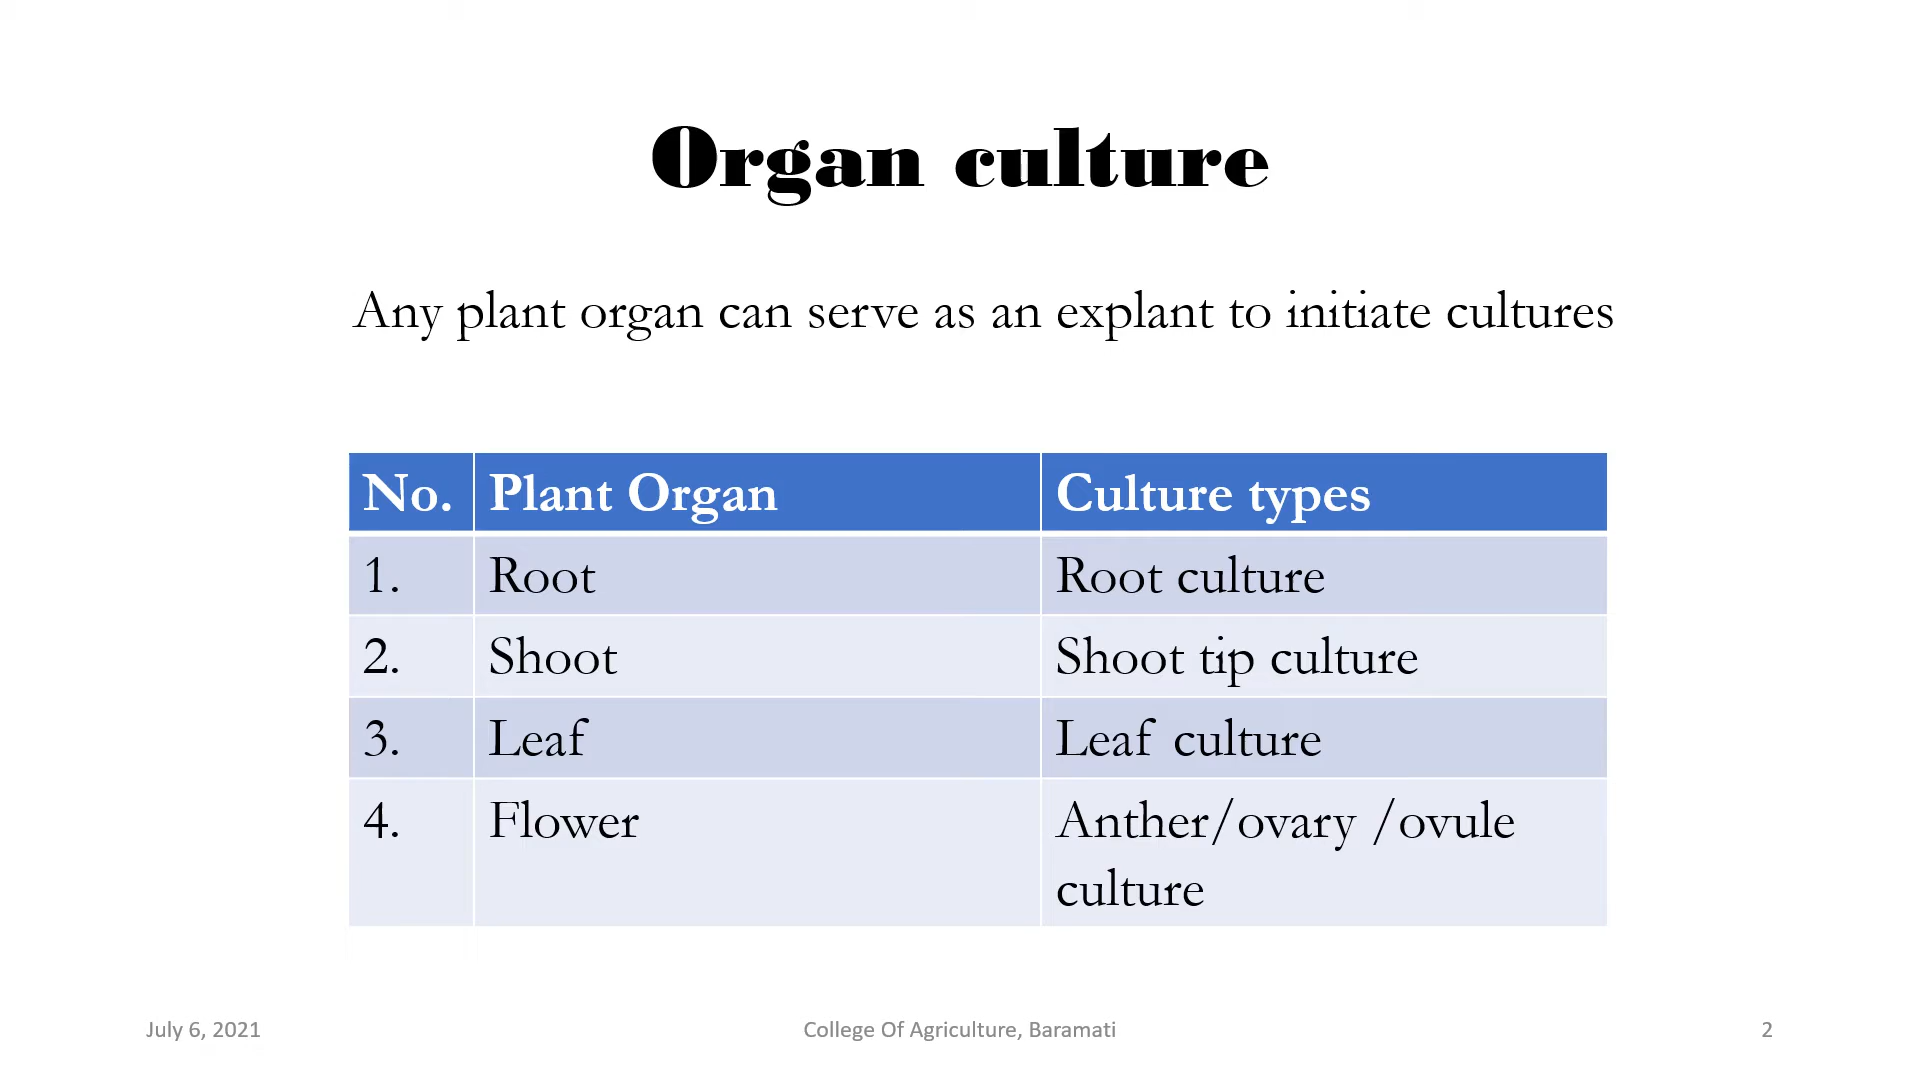 Organ culture
Any plant organ can serve as an explant to initiate cultures
No. Plant Organ Culture types
1. Root Root culture
2. Shoot Shoot tip culture
3. Leaf Leaf culture
4. Flower Anther/ovary /ovule
culture
July 6, 2021 College Of Agriculture, Baramati 2